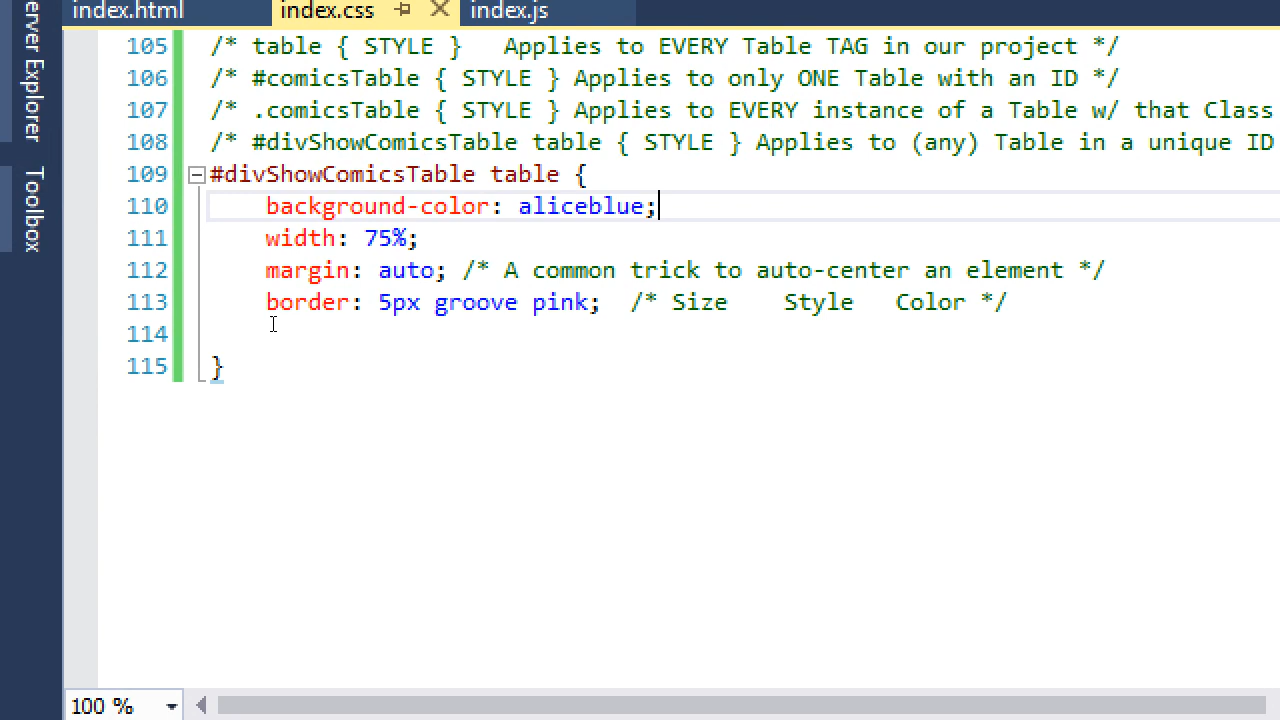 erver Explorer
Toolbox
index.html
index.css
index.js
105 /* table { STYLE }   Applies to EVERY Table TAG in our project */
106 /* #comicsTable { STYLE } Applies to only ONE Table with an ID */
107 /* .comicsTable { STYLE } Applies to EVERY instance of a Table w/ that Class
108 /* #divShowComicsTable table { STYLE } Applies to (any) Table in a unique ID
109 #divShowComicsTable table {
110     background-color: aliceblue;
111     width: 75%;
112     margin: auto; /* A common trick to auto-center an element */
113     border: 5px groove pink;  /* Size    Style   Color */
114
115 }
100 %